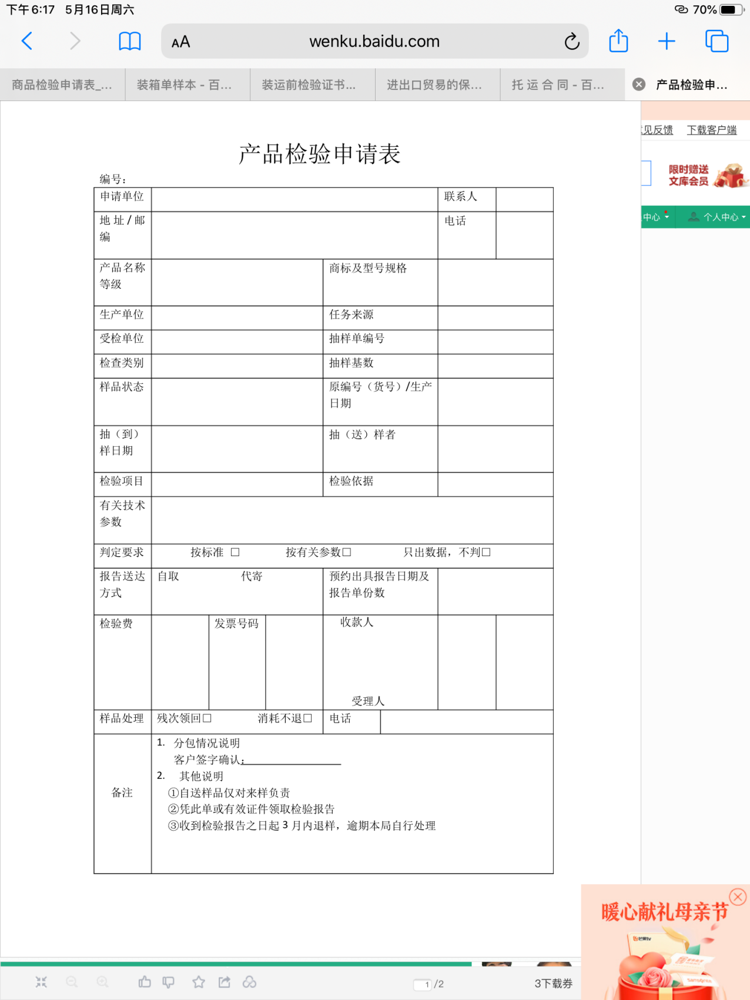 下午6:17 5月16日周六
70%
AA
wenku.baidu.com
商品检验申请表_...
装箱单样本 - 百...
装运前检验证书...
进出口贸易的保...
托 运 合 同 - 百...
产品检验申...
见反馈 下载客户端
限时赠送
文库会员
中心
个人中心
产品检验申请表
编号：
申请单位
联系人
地 址 / 邮
编
电话
产品名称
等级
商标及型号规格
生产单位
任务来源
受检单位
抽样单编号
检查类别
抽样基数
样品状态
原编号（货号）/生产
日期
抽（到）
样日期
抽（送）样者
检验项目
检验依据
有关技术
参数
判定要求
按标准 □ 按有关参数□ 只出数据，不判□
报告送达
方式
自取 代寄
预约出具报告日期及
报告单份数
检验费
发票号码
收款人
受理人
样品处理
残次领回□ 消耗不退□
电话
备注
1. 分包情况说明
客户签字确认：
2. 其他说明
①自送样品仅对来样负责
②凭此单或有效证件领取检验报告
③收到检验报告之日起 3 月内退样，逾期本局自行处理
暖心献礼母亲节
芒果tv
1 /2
3下载券